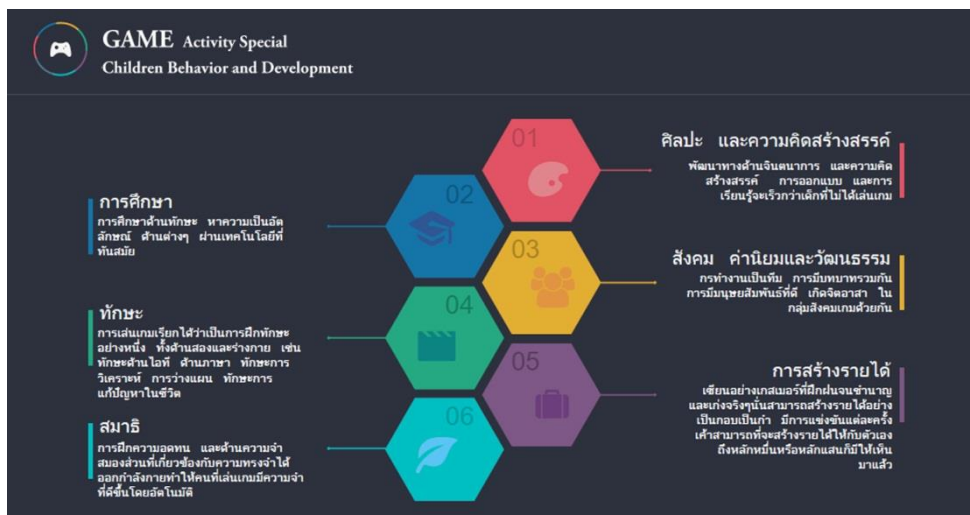 GAME Activity Special
Children Behavior and Development
01
ศิลปะ และความคิดสร้างสรรค์
พัฒนาทางด้านจินตนาการ และความคิด
สร้างสรรค์ การออกแบบ และการ
เรียนรู้จะเร็วกว่าเด็กที่ไม่ได้เล่นเกม
02
การศึกษา
การศึกษาด้านทักษะ หาความเป็นอัต
ลักษณ์ ด้านต่างๆ ผ่านเทคโนโลยีที่
ทันสมัย
03
สังคม ค่านิยมและวัฒนธรรม
กรทำงานเป็นทีม การมีบทบาทรวมกัน
การมีมนุษยสัมพันธ์ที่ดี เกิดจิตอาสา ใน
กลุ่มสังคมเกมด้วยกัน
04
ทักษะ
การเล่นเกมเรียกได้ว่าเป็นการฝึกทักษะ
อย่างหนึ่ง ทั้งด้านสองและร่างกาย เช่น
ทักษะด้านไอที ด้านภาษา ทักษะการ
วิเคราะห์ การว่างแผน ทักษะการ
แก้ปัญหาในชีวิต
05
การสร้างรายได้
เซียนอย่างเกสเมอร์ที่ฝึกฝนจนชำนาญ
และเก่งจริงๆนั่นสามารถสร้างรายได้อย่าง
เป็นกอบเป็นกำ มีการแข่งขันแต่ละครั้ง
เค้าสามารถที่จะสร้างรายได้ให้กับตัวเอง
ถึงหลักหมื่นหรือหลักแสนก็มีให้เห็น
มาแล้ว
06
สมาธิ
การฝึกความอดทน และด้านความจำ
สมองส่วนที่เกี่ยวข้องกับความทรงจำได้
ออกกำลังกายทำให้คนที่เล่นเกมมีความจำ
ที่ดีขึ้นโดยอัตโนมัติ